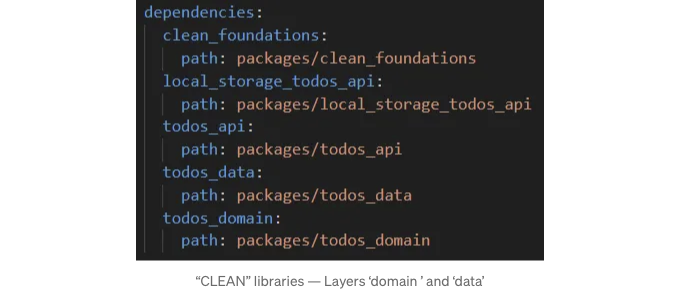 dependencies:
clean_foundations:
path: packages/clean_foundations
local_storage_todos_api:
path: packages/local_storage_todos_api
todos_api:
path: packages/todos_api
todos_data:
path: packages/todos_data
todos_domain:
path: packages/todos_domain
“CLEAN” libraries — Layers ‘domain ’ and ‘data’